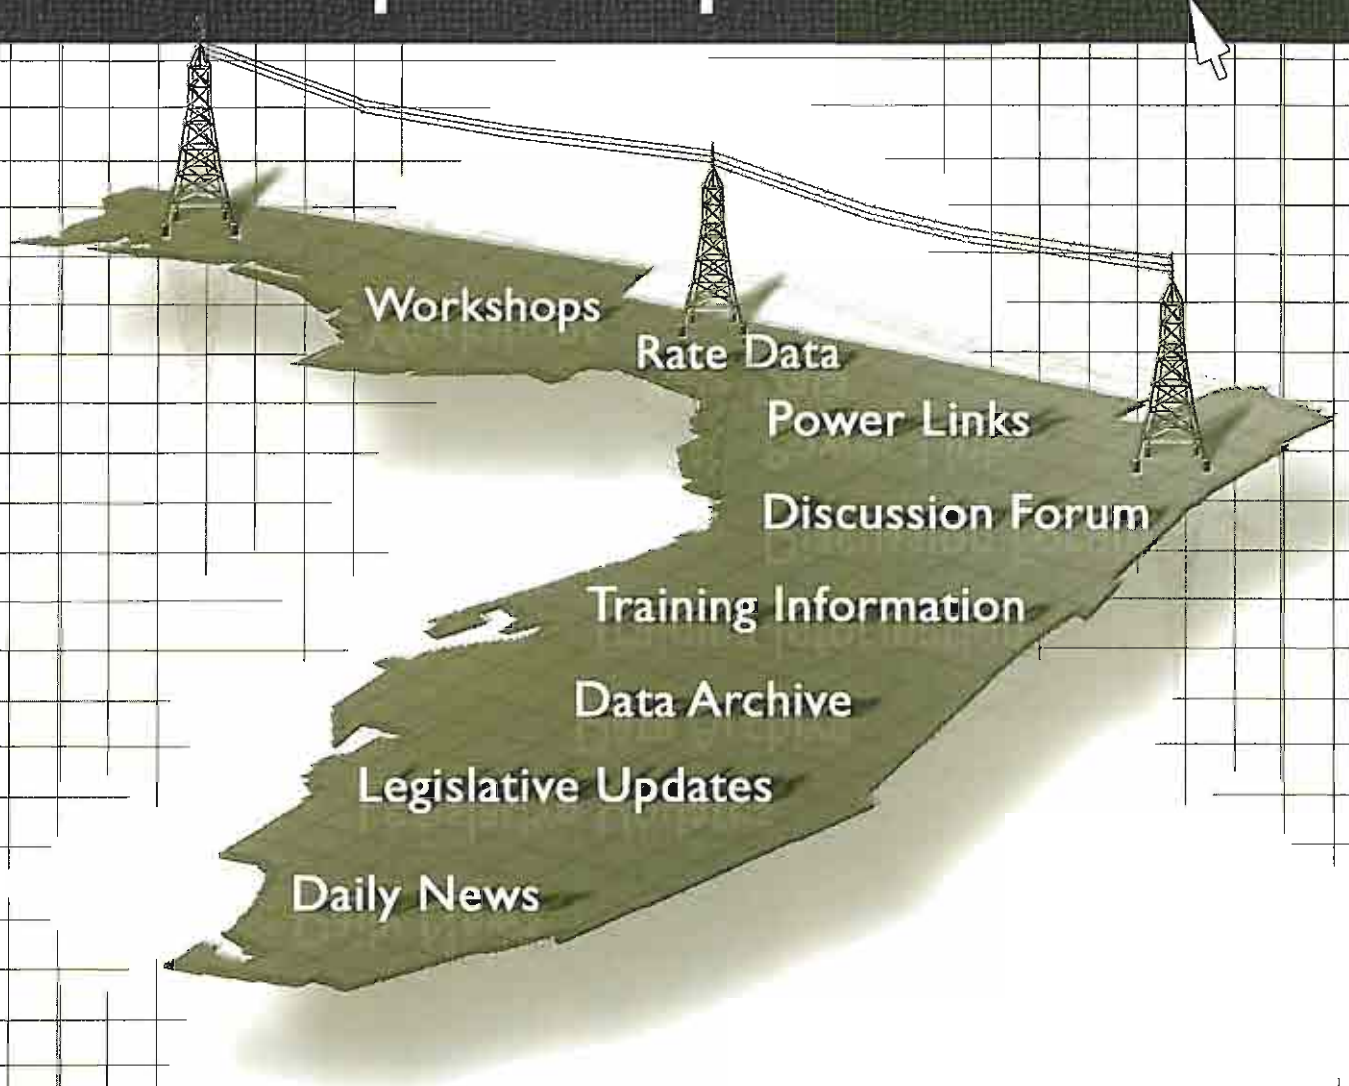 Workshops
Rate Data
Power Links
Discussion Forum
Training Information
Data Archive
Legislative Updates
Daily News